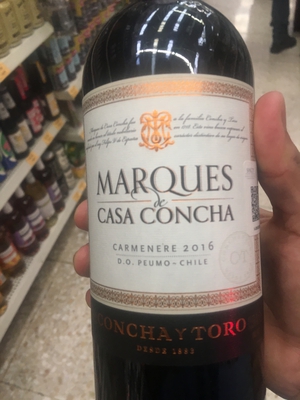 MARQUES
de
CASA CONCHA
CARMENERE 2016
D.O. PEUMO - CHILE
CONCHA Y TORO
DESDE 1883